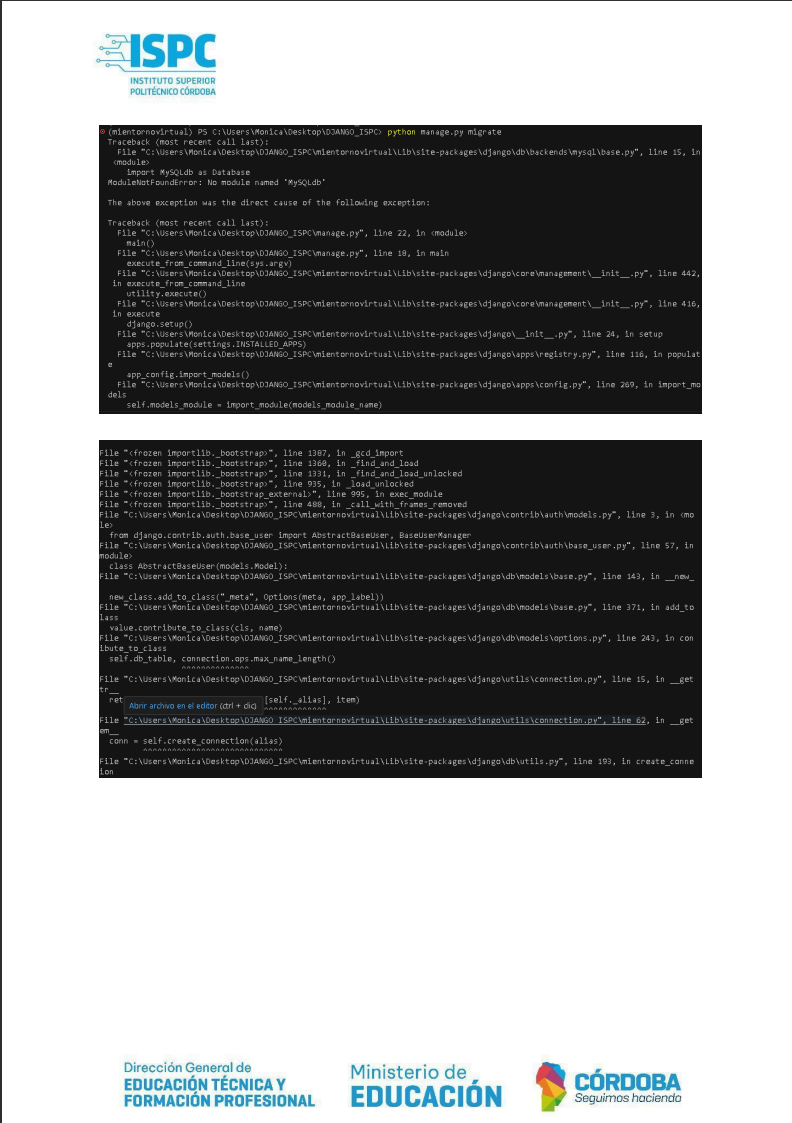 ISPC
INSTITUTO SUPERIOR
POLITÉCNICO CÓRDOBA
(mientornovirtual) PS C:\Users\Monica\Desktop\DJANGO_ISPC> python manage.py migrate
Traceback (most recent call last):
File "C:\Users\Monica\Desktop\DJANGO_ISPC\mientornovirtual\Lib\site-packages\django\db\backends\mysql\base.py", line 15, in
<module>
import MySQLdb as Database
ModuleNotFoundError: No module named 'MySQLdb'
The above exception was the direct cause of the following exception:
Traceback (most recent call last):
File "C:\Users\Monica\Desktop\DJANGO_ISPC\manage.py", line 22, in <module>
main()
File "C:\Users\Monica\Desktop\DJANGO_ISPC\manage.py", line 18, in main
execute_from_command_line(sys.argv)
File "C:\Users\Monica\Desktop\DJANGO_ISPC\mientornovirtual\Lib\site-packages\django\core\management\__init__.py", line 442,
in execute_from_command_line
utility.execute()
File "C:\Users\Monica\Desktop\DJANGO_ISPC\mientornovirtual\Lib\site-packages\django\core\management\__init__.py", line 416,
in execute
django.setup()
File "C:\Users\Monica\Desktop\DJANGO_ISPC\mientornovirtual\Lib\site-packages\django\__init__.py", line 24, in setup
apps.populate(settings.INSTALLED_APPS)
File "C:\Users\Monica\Desktop\DJANGO_ISPC\mientornovirtual\Lib\site-packages\django\apps\registry.py", line 116, in populat
e
app_config.import_models()
File "C:\Users\Monica\Desktop\DJANGO_ISPC\mientornovirtual\Lib\site-packages\django\apps\config.py", line 269, in import_mo
dels
self.models_module = import_module(models_module_name)
File "<frozen importlib._bootstrap>", line 1387, in _gcd_import
File "<frozen importlib._bootstrap>", line 1360, in _find_and_load
File "<frozen importlib._bootstrap>", line 1331, in _find_and_load_unlocked
File "<frozen importlib._bootstrap>", line 935, in _load_unlocked
File "<frozen importlib._bootstrap_external>", line 995, in exec_module
File "<frozen importlib._bootstrap>", line 488, in _call_with_frames_removed
File "C:\Users\Monica\Desktop\DJANGO_ISPC\mientornovirtual\Lib\site-packages\django\contrib\auth\models.py", line 3, in <mo
le>
from django.contrib.auth.base_user import AbstractBaseUser, BaseUserManager
File "C:\Users\Monica\Desktop\DJANGO_ISPC\mientornovirtual\Lib\site-packages\django\contrib\auth\base_user.py", line 57, in
module>
class AbstractBaseUser(models.Model):
File "C:\Users\Monica\Desktop\DJANGO_ISPC\mientornovirtual\Lib\site-packages\django\db\models\base.py", line 143, in __new_
new_class.add_to_class("_meta", Options(meta, app_label))
File "C:\Users\Monica\Desktop\DJANGO_ISPC\mientornovirtual\Lib\site-packages\django\db\models\base.py", line 371, in add_to
lass
value.contribute_to_class(cls, name)
File "C:\Users\Monica\Desktop\DJANGO_ISPC\mientornovirtual\Lib\site-packages\django\db\models\options.py", line 243, in con
ibute_to_class
self.db_table, connection.ops.max_name_length()
^^^^^^^^^^^^^^
File "C:\Users\Monica\Desktop\DJANGO_ISPC\mientornovirtual\Lib\site-packages\django\utils\connection.py", line 15, in __get
tr__
ret
Abrir archivo en el editor (ctrl + clic)
[self._alias], item)
^^^^^^^^^^^^^
File "C:\Users\Monica\Desktop\DJANGO_ISPC\mientornovirtual\Lib\site-packages\django\utils\connection.py", line 62, in __get
em__
conn = self.create_connection(alias)
^^^^^^^^^^^^^^^^^^^^^^^^^^^^^
File "C:\Users\Monica\Desktop\DJANGO_ISPC\mientornovirtual\Lib\site-packages\django\db\utils.py", line 193, in create_conne
ion
Dirección General de
EDUCACIÓN TÉCNICA Y
FORMACIÓN PROFESIONAL
Ministerio de
EDUCACIÓN
CÓRDOBA
Seguimos haciendo